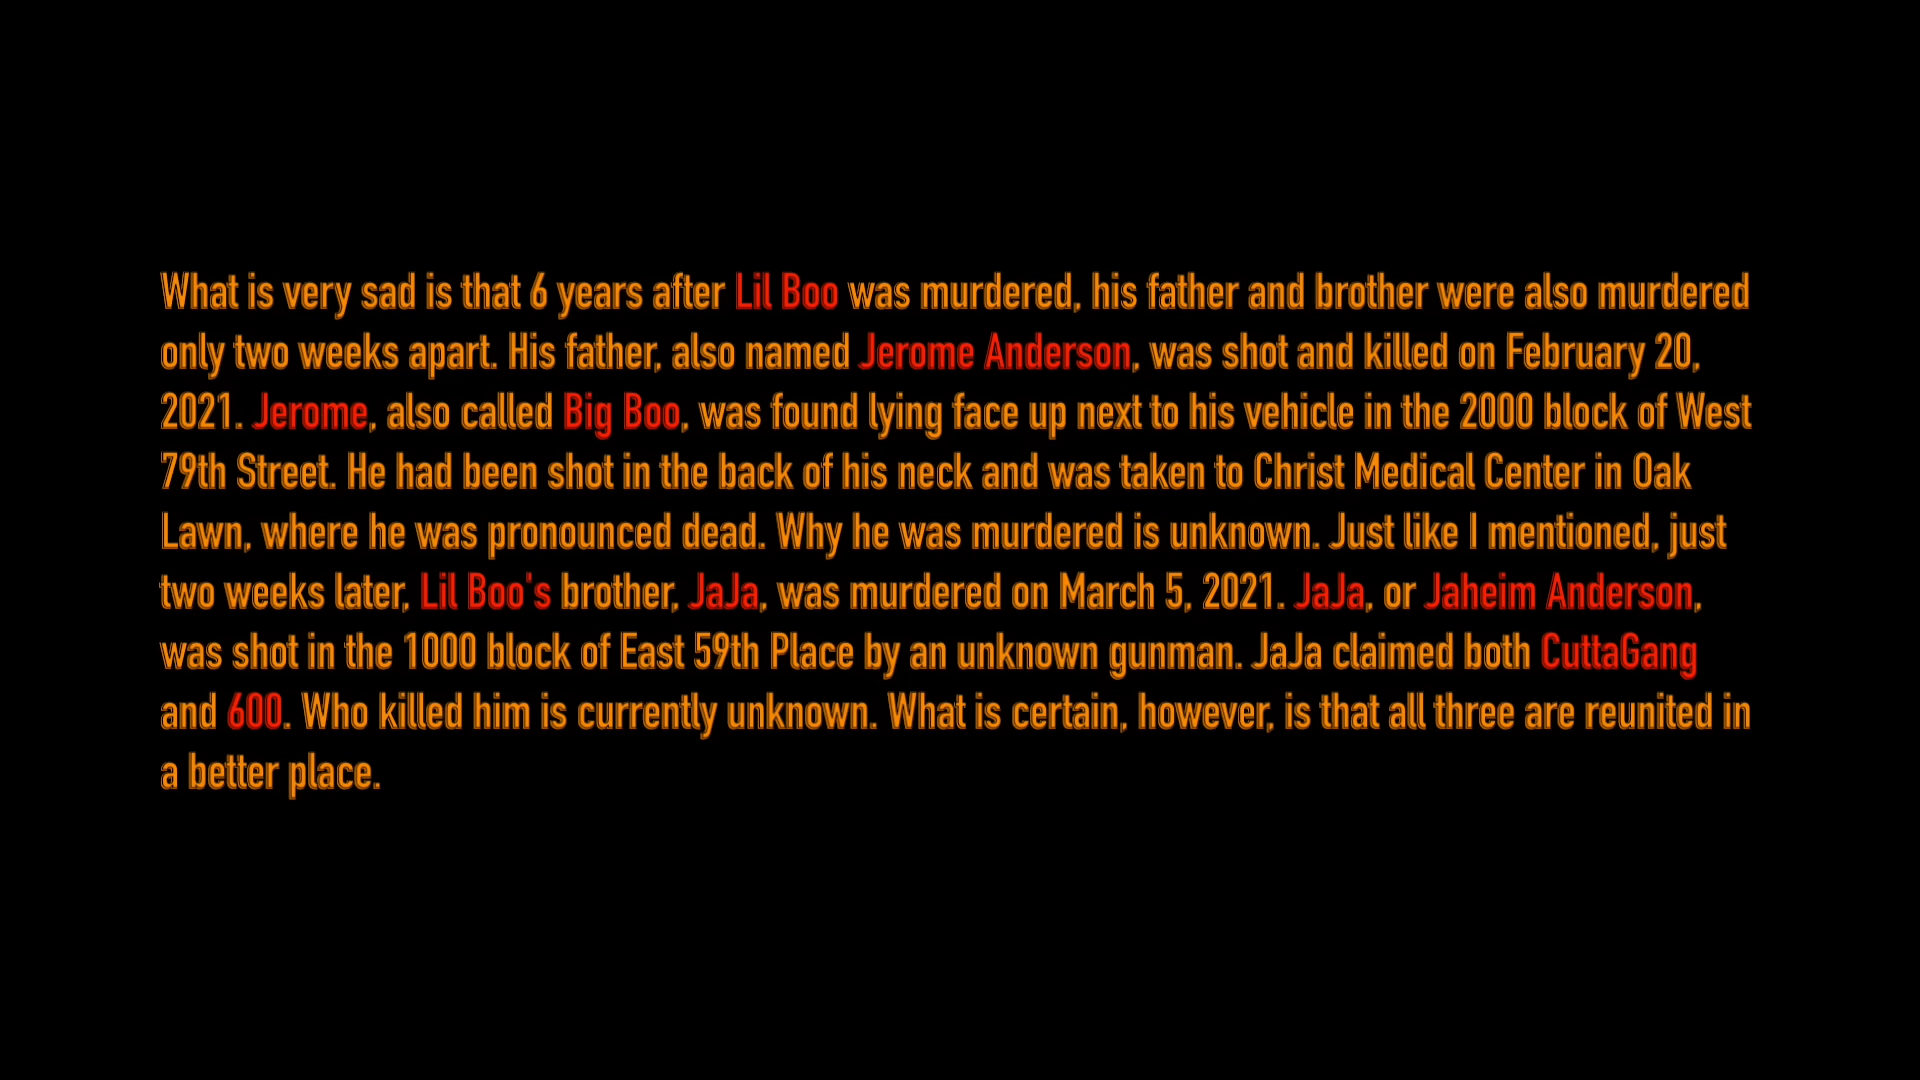 What is very sad is that 6 years after Lil Boo was murdered, his father and brother were also murdered
only two weeks apart. His father, also named Jerome Anderson, was shot and killed on February 20,
2021. Jerome, also called Big Boo, was found lying face up next to his vehicle in the 2000 block of West
79th Street. He had been shot in the back of his neck and was taken to Christ Medical Center in Oak
Lawn, where he was pronounced dead. Why he was murdered is unknown. Just like I mentioned, just
two weeks later, Lil Boo's brother, JaJa, was murdered on March 5, 2021. JaJa, or Jaheim Anderson,
was shot in the 1000 block of East 59th Place by an unknown gunman. JaJa claimed both CuttaGang
and 600. Who killed him is currently unknown. What is certain, however, is that all three are reunited in
a better place.